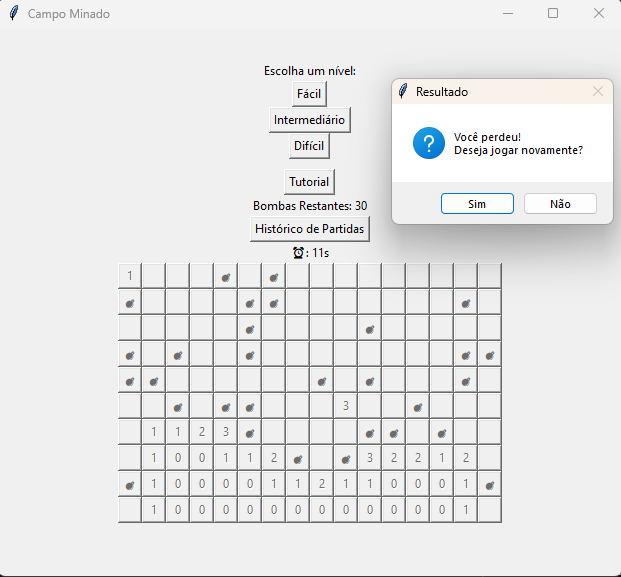 Campo Minado
Escolha um nível:
Fácil
Intermediário
Difícil
Tutorial
Bombas Restantes: 30
Histórico de Partidas
⏰: 11s
Resultado
Você perdeu!
Deseja jogar novamente?
Sim Não
1
3
1 1 2 3
1 0 0 1 1 2 3 2 2 1 2
1 0 0 0 0 1 1 2 1 1 0 0 0 1
1 0 0 0 0 0 0 0 0 0 0 0 0 1